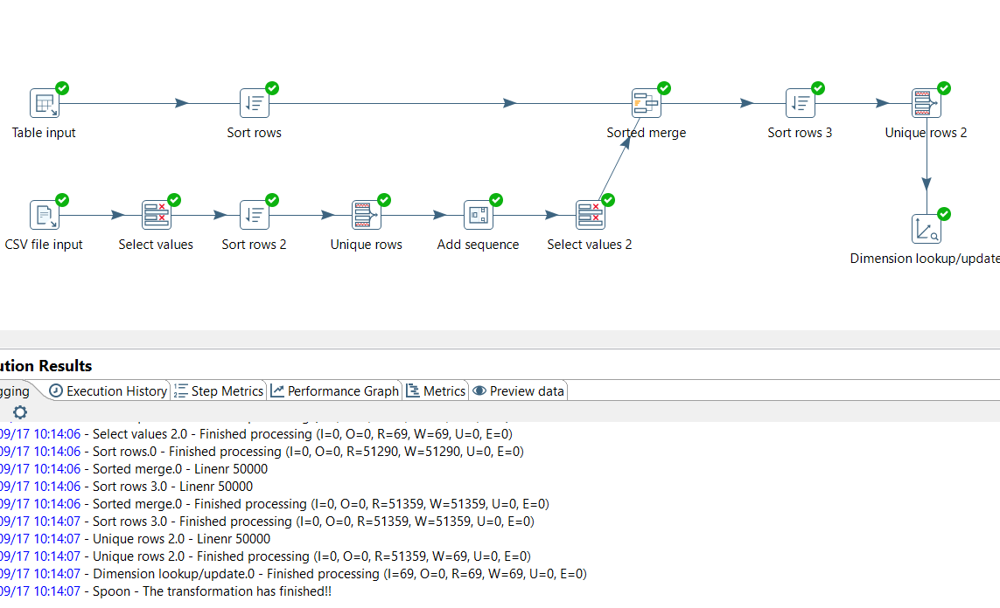 Table input
Sort rows
Sorted merge
Sort rows 3
Unique rows 2
CSV file input
Select values
Sort rows 2
Unique rows
Add sequence
Select values 2
Dimension lookup/update
ution Results
gging
Execution History
Step Metrics
Performance Graph
Metrics
Preview data
09/17 10:14:06 - Select values 2.0 - Finished processing (I=0, O=0, R=69, W=69, U=0, E=0)
09/17 10:14:06 - Sort rows.0 - Finished processing (I=0, O=0, R=51290, W=51290, U=0, E=0)
09/17 10:14:06 - Sorted merge.0 - Linenr 50000
09/17 10:14:06 - Sort rows 3.0 - Linenr 50000
09/17 10:14:06 - Sorted merge.0 - Finished processing (I=0, O=0, R=51359, W=51359, U=0, E=0)
09/17 10:14:07 - Sort rows 3.0 - Finished processing (I=0, O=0, R=51359, W=51359, U=0, E=0)
09/17 10:14:07 - Unique rows 2.0 - Linenr 50000
09/17 10:14:07 - Unique rows 2.0 - Finished processing (I=0, O=0, R=51359, W=69, U=0, E=0)
09/17 10:14:07 - Dimension lookup/update.0 - Finished processing (I=69, O=0, R=69, W=69, U=0, E=0)
09/17 10:14:07 - Spoon - The transformation has finished!!